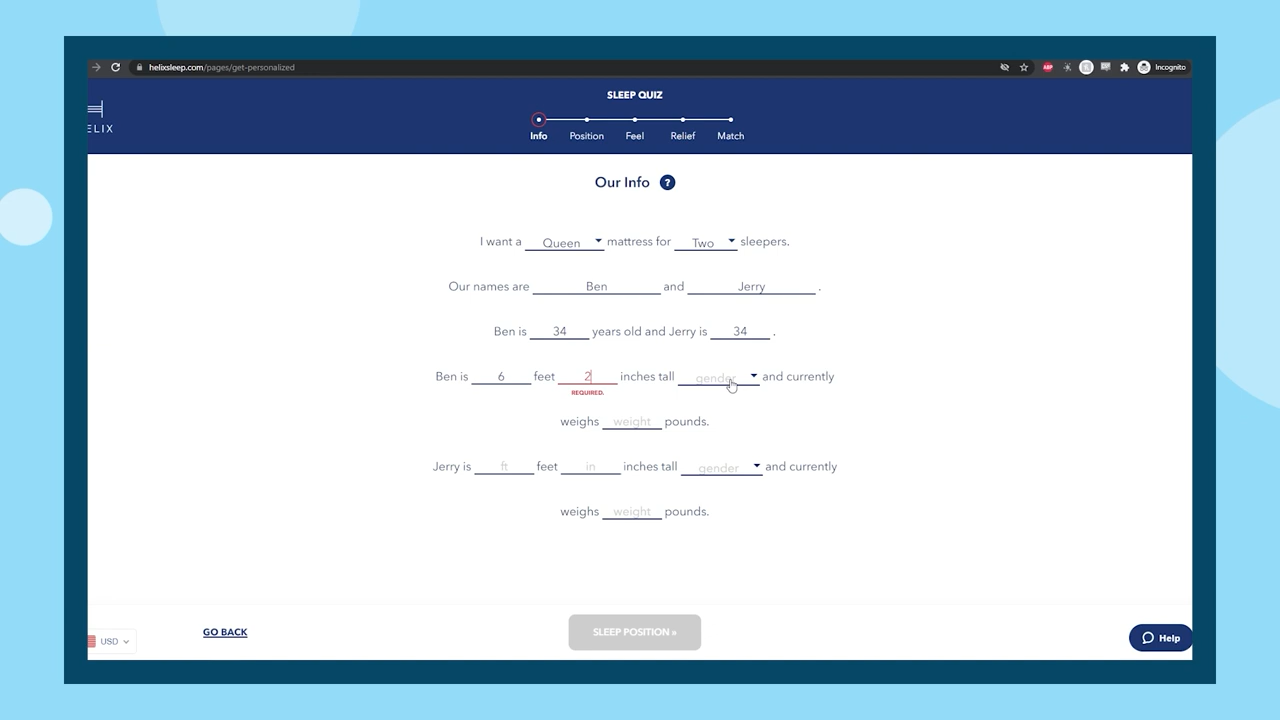 helixsleep.com/pages/get-personalized
ABP
Incognito
SLEEP QUIZ
ELIX
Info Position Feel Relief Match
Our Info ?
I want a Queen mattress for Two sleepers.
Our names are Ben and Jerry .
Ben is 34 years old and Jerry is 34 .
Ben is 6 feet 2 inches tall gender and currently
REQUIRED.
weighs weight pounds.
Jerry is ft feet in inches tall gender and currently
weighs weight pounds.
USD
GO BACK
SLEEP POSITION »
Help